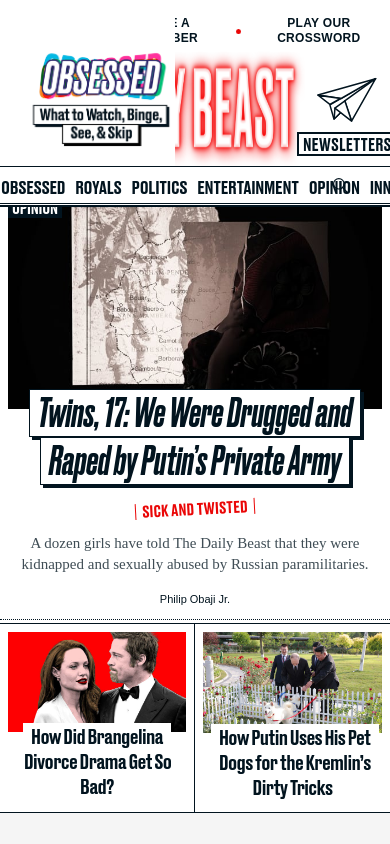 E A
BER
PLAY OUR
CROSSWORD
OBSESSED
What to Watch, Binge,
See, & Skip
Y BEAST
NEWSLETTERS
OBSESSED ROYALS POLITICS ENTERTAINMENT OPINION INN
OPINION
Twins, 17: We Were Drugged and
Raped by Putin’s Private Army
SICK AND TWISTED
A dozen girls have told The Daily Beast that they were
kidnapped and sexually abused by Russian paramilitaries.
Philip Obaji Jr.
How Did Brangelina
Divorce Drama Get So
Bad?
How Putin Uses His Pet
Dogs for the Kremlin’s
Dirty Tricks